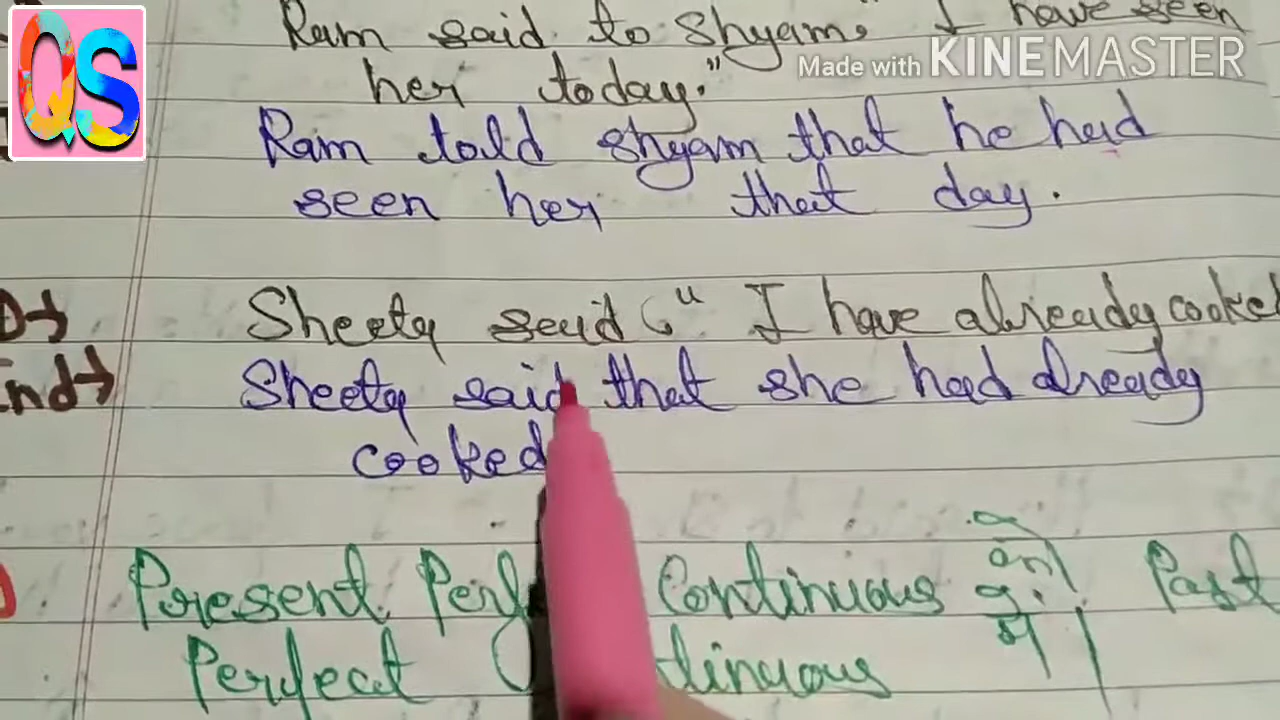 QS
Ram said to Shyam, " I have seen
Made with KINEMASTER
her today."
Ram told Shyam that he had
seen her that day.
D→ Sheety said, " I have already cooked
Ind→ Sheety said that she had already
cooked
Present Continuous Past
Perfect